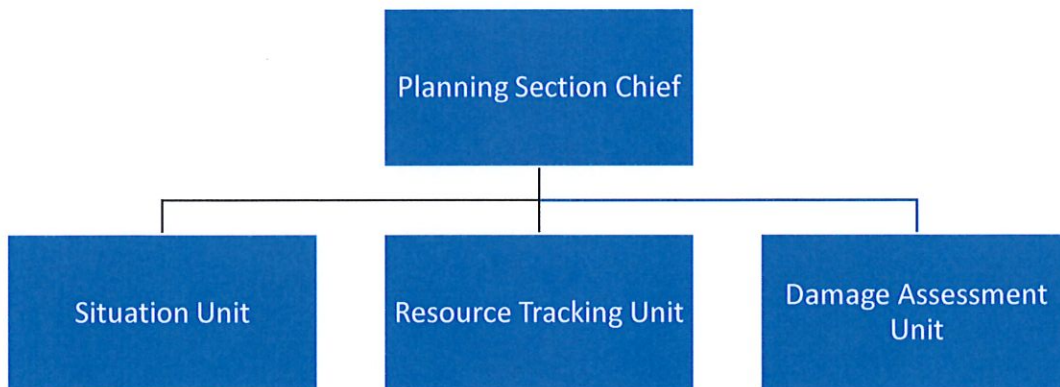 Planning Section Chief
Situation Unit
Resource Tracking Unit
Damage Assessment
Unit